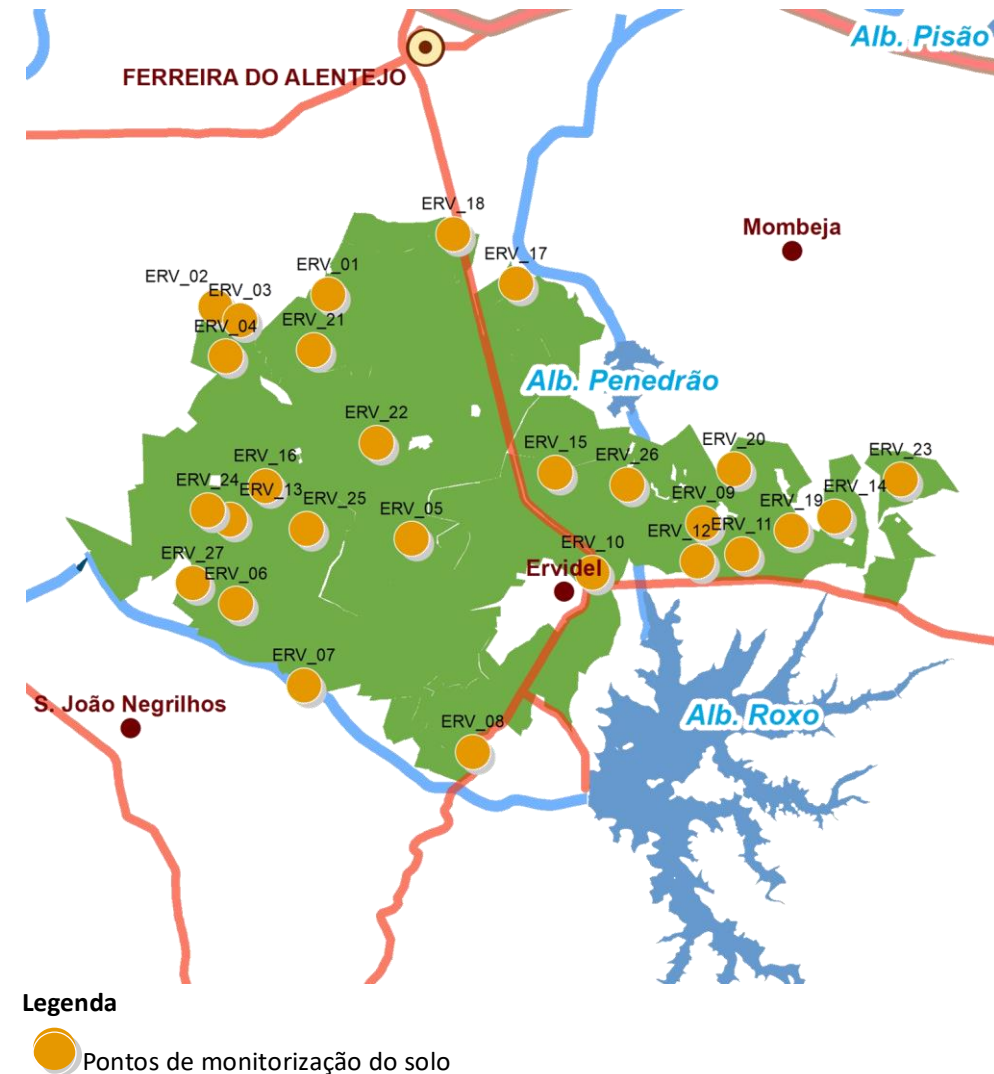 Alb. Pisão
FERREIRA DO ALENTEJO
ERV_18
Mombeja
ERV_17
ERV_01
ERV_02
ERV_03
ERV_21
ERV_04
Alb. Penedrão
ERV_22
ERV_15
ERV_20
ERV_26
ERV_23
ERV_16
ERV_24
ERV_13
ERV_25
ERV_05
ERV_09
ERV_14
ERV_19
ERV_12
ERV_11
ERV_10
ERV_27
ERV_06
Ervidel
ERV_07
S. João Negrilhos
ERV_08
Alb. Roxo
Legenda
Pontos de monitorização do solo